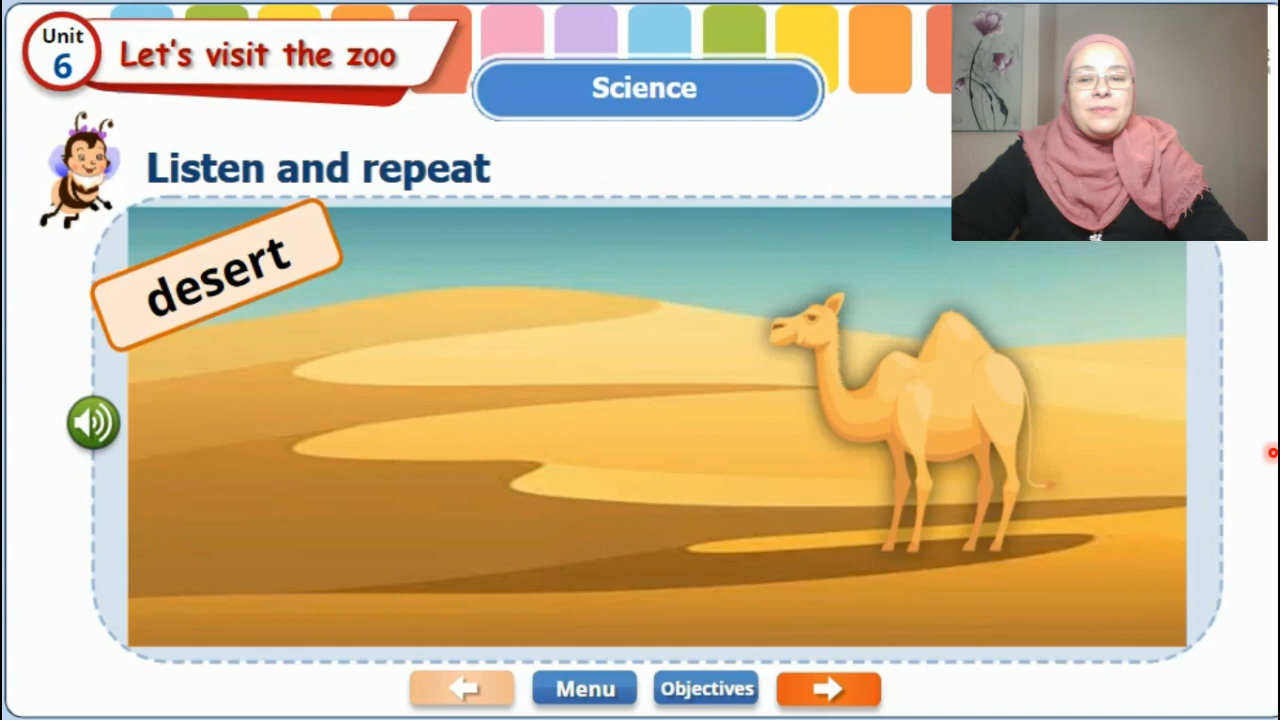 Unit
6
Let's visit the zoo
Science
Listen and repeat
desert
Menu
Objectives